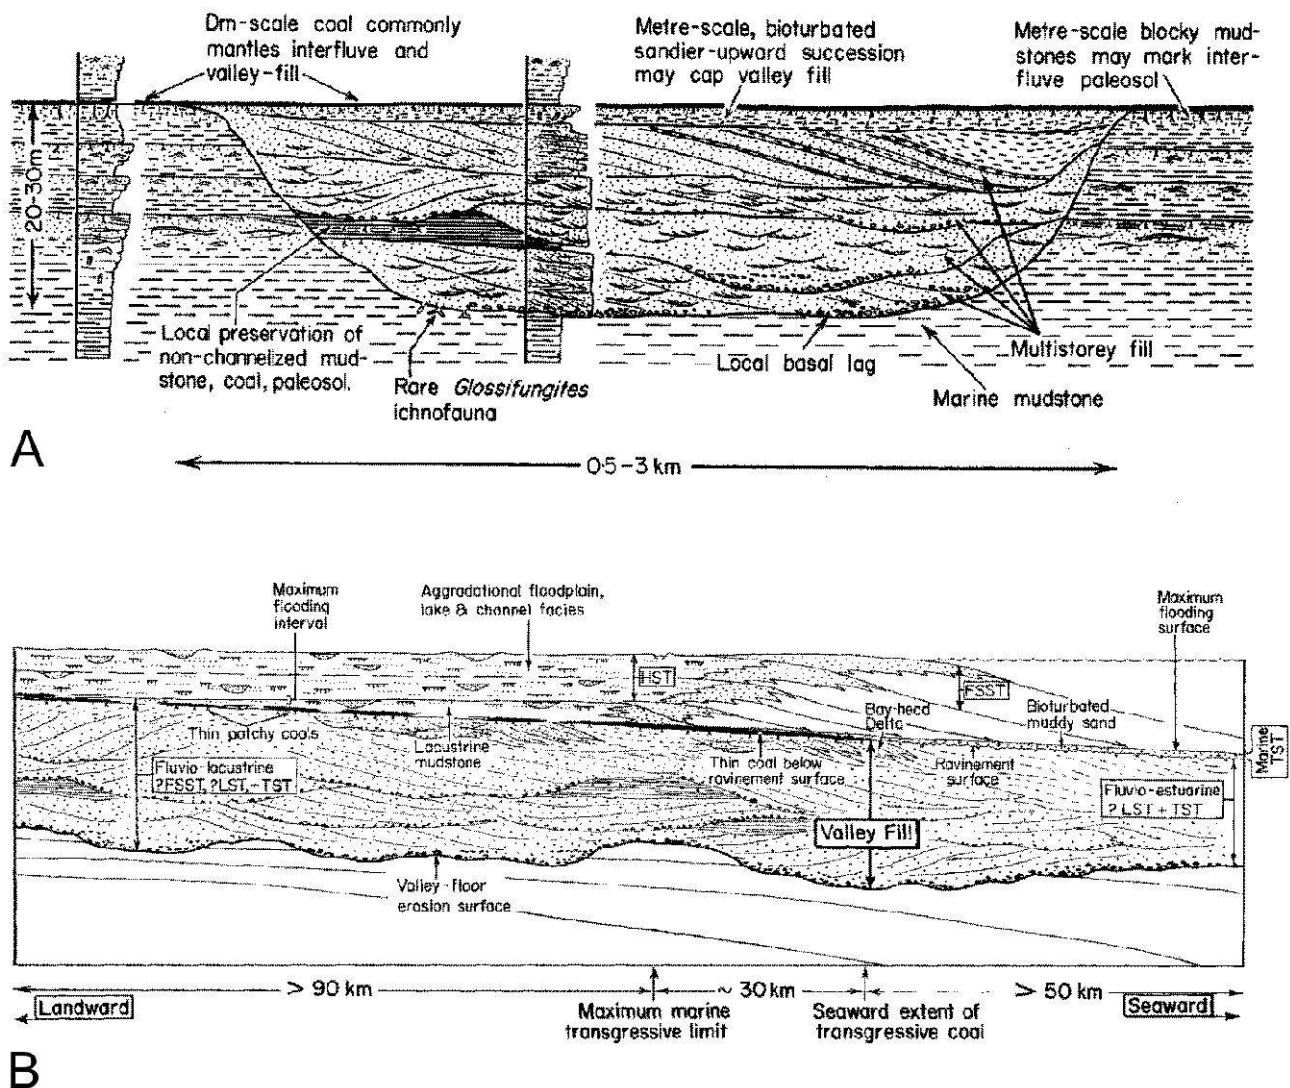 Dm-scale coal commonly
mantles interfluve and
valley-fill
Metre-scale, bioturbated
sandier-upward succession
may cap valley fill
Metre-scale blocky mud-
stones may mark inter-
fluve paleosol
20-30m
Local preservation of
non-channelized mud-
stone, coal, paleosol.
Rare Glossifungites
ichnofauna
Local basal lag
Multistorey fill
Marine mudstone
A
0·5-3 km
Maximum
flooding
interval
Aggradational floodplain,
lake & channel facies
Maximum
flooding
surface
HST
FSST
Bay-head
Delta
Bioturbated
muddy sand
Thin patchy coals
Lacustrine
mudstone
Thin coal below
ravinement surface
Ravinement
surface
Marine
TST
Fluvio-lacustrine
?FSST, ?LST, -TST
Fluvio-estuarine
? LST + TST
Valley Fill
Valley floor
erosion surface
> 90 km
~ 30 km
> 50 km
Landward
Maximum marine
transgressive limit
Seaward extent of
transgressive coal
Seaward
B